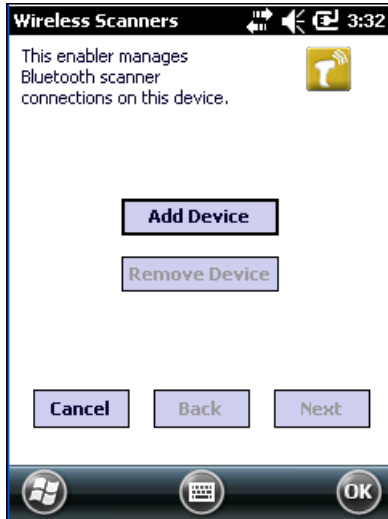 Wireless Scanners 3:32
This enabler manages
Bluetooth scanner
connections on this device.
Add Device
Remove Device
Cancel Back Next
OK